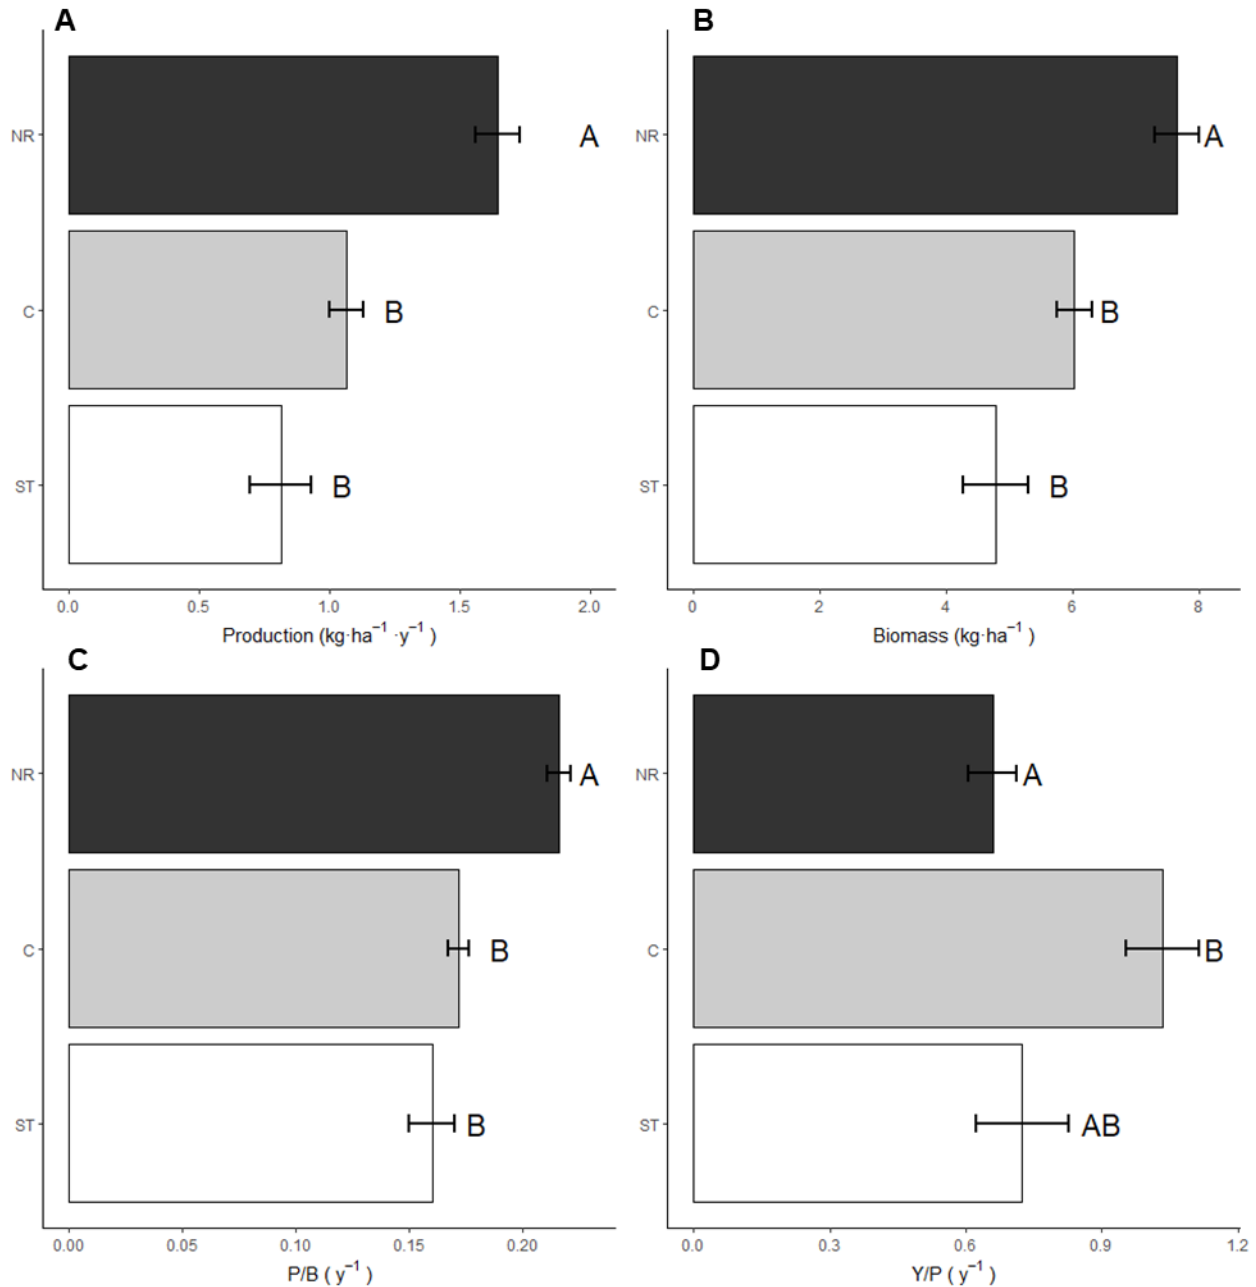 A
NR
A
C
B
ST
B
0.0 0.5 1.0 1.5 2.0
Production (kg·ha⁻¹ ·y⁻¹ )
B
NR
A
C
B
ST
B
0 2 4 6 8
Biomass (kg·ha⁻¹ )
C
NR
A
C
B
ST
B
0.00 0.05 0.10 0.15 0.20
P/B ( y⁻¹ )
D
NR
A
C
B
ST
AB
0.0 0.3 0.6 0.9 1.2
Y/P ( y⁻¹ )